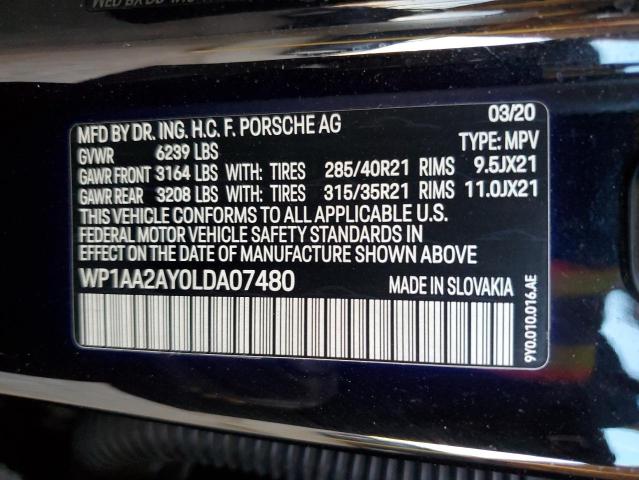 MFD BY DR. ING. H.C. F. PORSCHE AG 03/20
GVWR 6239 LBS TYPE: MPV
GAWR FRONT 3164 LBS WITH: TIRES 285/40R21 RIMS 9.5JX21
GAWR REAR 3208 LBS WITH: TIRES 315/35R21 RIMS 11.0JX21
THIS VEHICLE CONFORMS TO ALL APPLICABLE U.S.
FEDERAL MOTOR VEHICLE SAFETY STANDARDS IN
EFFECT ON THE DATE OF MANUFACTURE SHOWN ABOVE
WP1AA2AY0LDA07480 MADE IN SLOVAKIA
9Y0.010.016.AE